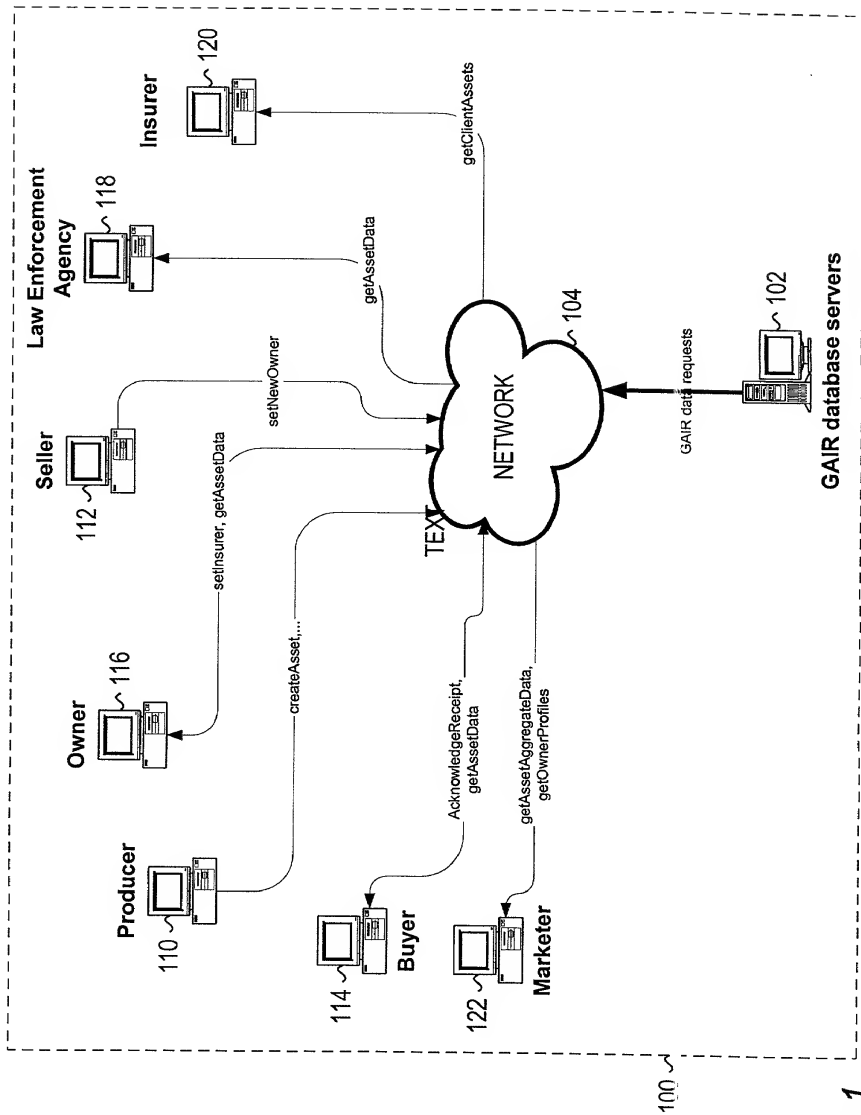 Law Enforcement
Agency
118
Insurer
120
Seller
112
Owner
116
Producer
110
setNewOwner
getAssetData
getClientAssets
setInsurer, getAssetData
createAsset,...
TEXT
NETWORK
104
114
Buyer
AcknowledgeReceipt,
getAssetData
122
Marketer
getAssetAggregateData,
getOwnerProfiles
GAIR data requests
102
GAIR database servers
100
1